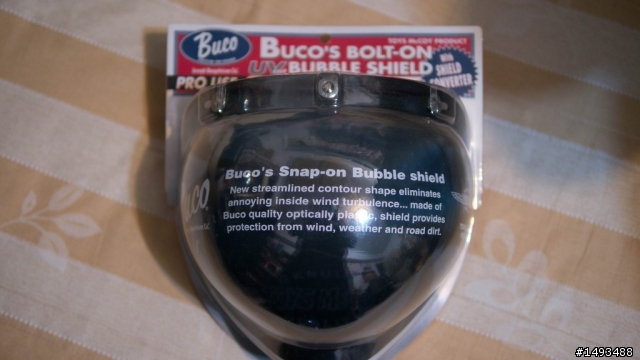 Buco
TOYS McCOY PRODUCT
BUCO'S BOLT-ON
UV BUBBLE SHIELD
PRO LINE
With
SHIELD
CONVERTER
Buco's Snap-on Bubble shield
New streamlined contour shape eliminates
annoying inside wind turbulence... made of
Buco quality optically plastic, shield provides
protection from wind, weather and road dirt.
#1493488